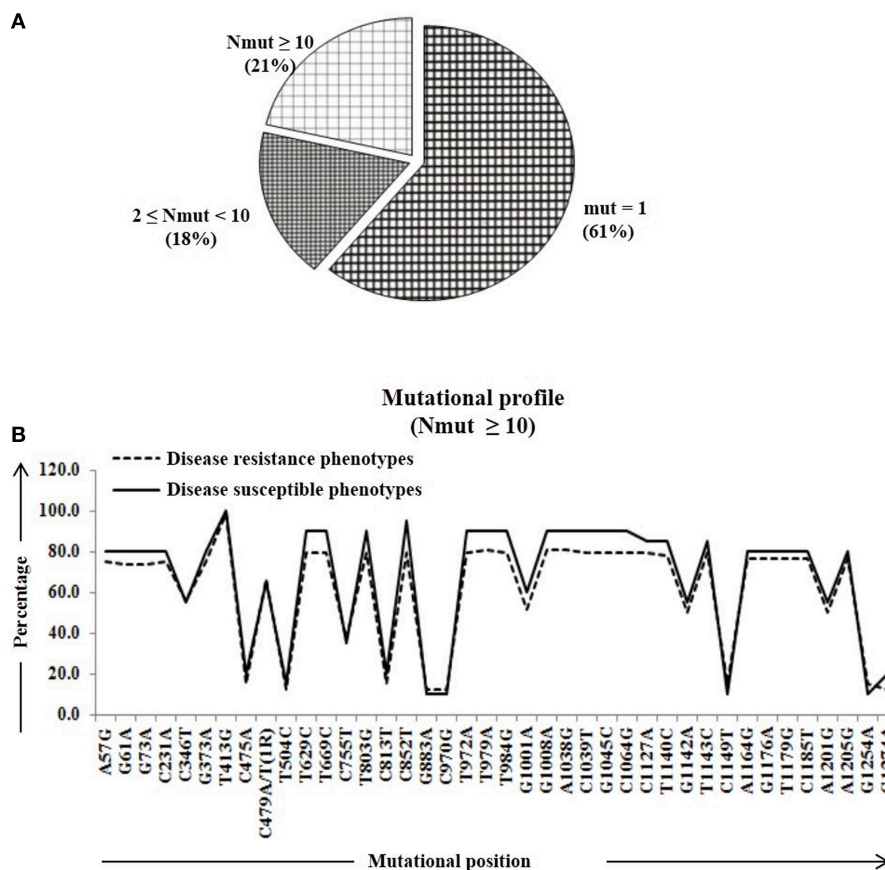 A
Nmut ≥ 10
(21%)
2 ≤ Nmut < 10
(18%)
mut = 1
(61%)
Mutational profile
(Nmut ≥ 10)
B
Disease resistance phenotypes
Disease susceptible phenotypes
Percentage
120.0
100.0
80.0
60.0
40.0
20.0
0.0
A57G
G61A
G73A
C231A
C346T
G373A
T413G
C475A
C479A/T(1R)
T504C
T629C
T669C
C755T
T803G
C813T
C852T
G883A
C970G
T972A
T979A
T984G
G1001A
G1008A
A1038G
C1039T
G1045C
C1064G
C1127A
T1140C
G1142A
T1143C
C1149T
A1164G
G1176A
T1179G
C1185T
A1201G
A1205G
G1254A
Mutational position